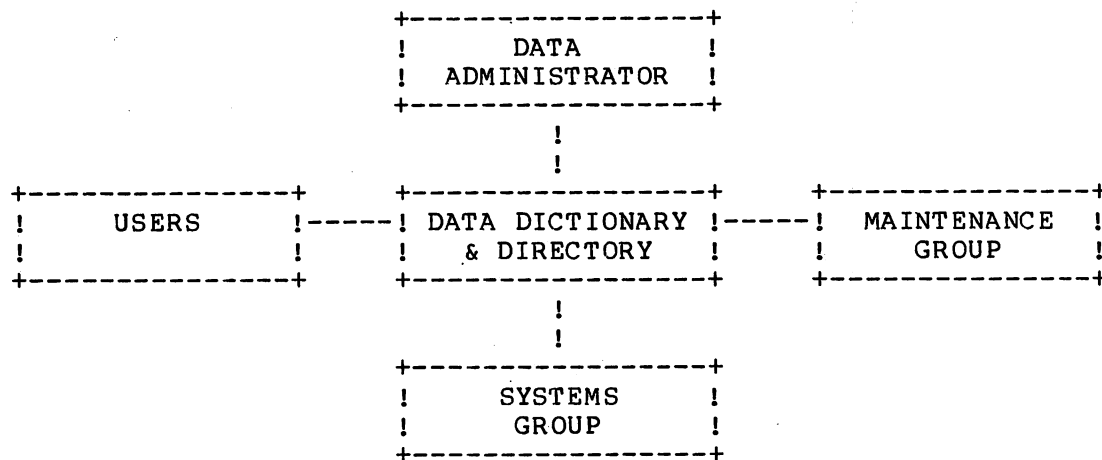 DATA
ADMINISTRATOR
USERS
DATA DICTIONARY
& DIRECTORY
MAINTENANCE
GROUP
SYSTEMS
GROUP